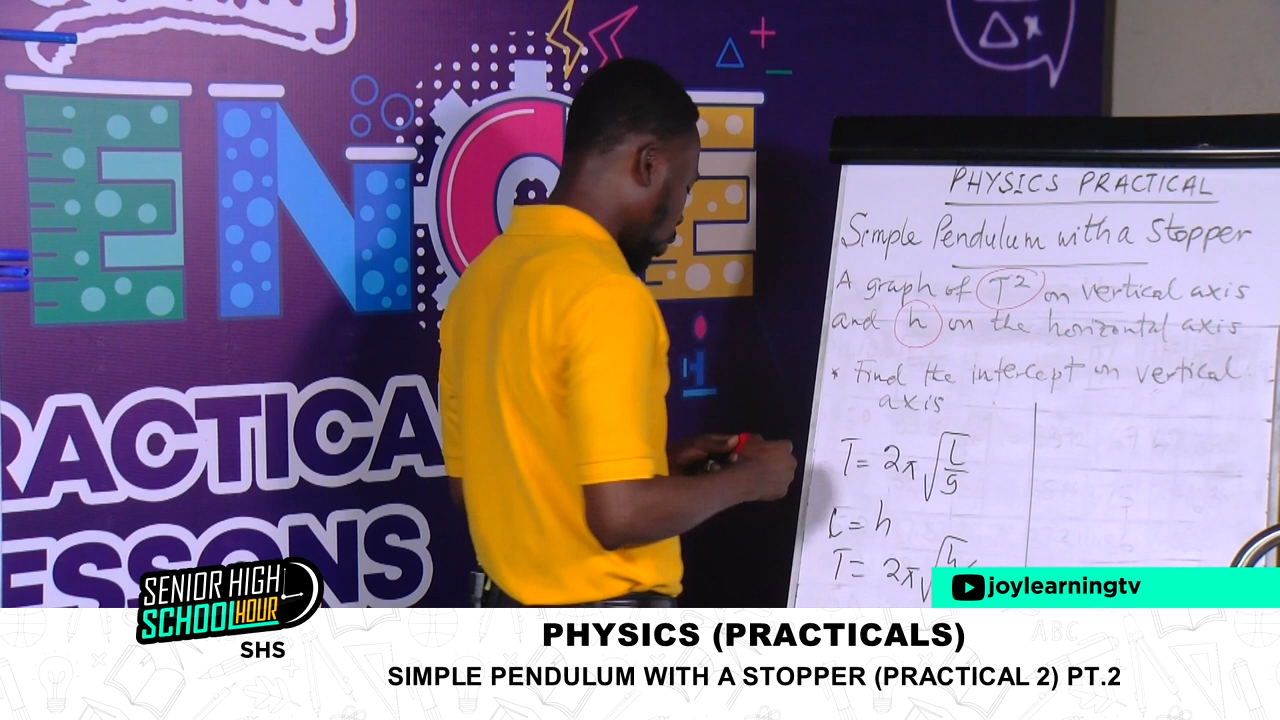 ENCE
RACTICA
ESSONS
PHYSICS PRACTICAL
Simple Pendulum with a Stopper
A graph of T² on vertical axis
and h on the horizontal axis
* Find the intercept on vertical
axis
T = 2π√L/g
L = h
T = 2π√h
joylearningtv
SENIOR HIGH
SCHOOL HOUR
SHS
PHYSICS (PRACTICALS)
SIMPLE PENDULUM WITH A STOPPER (PRACTICAL 2) PT.2
ABC